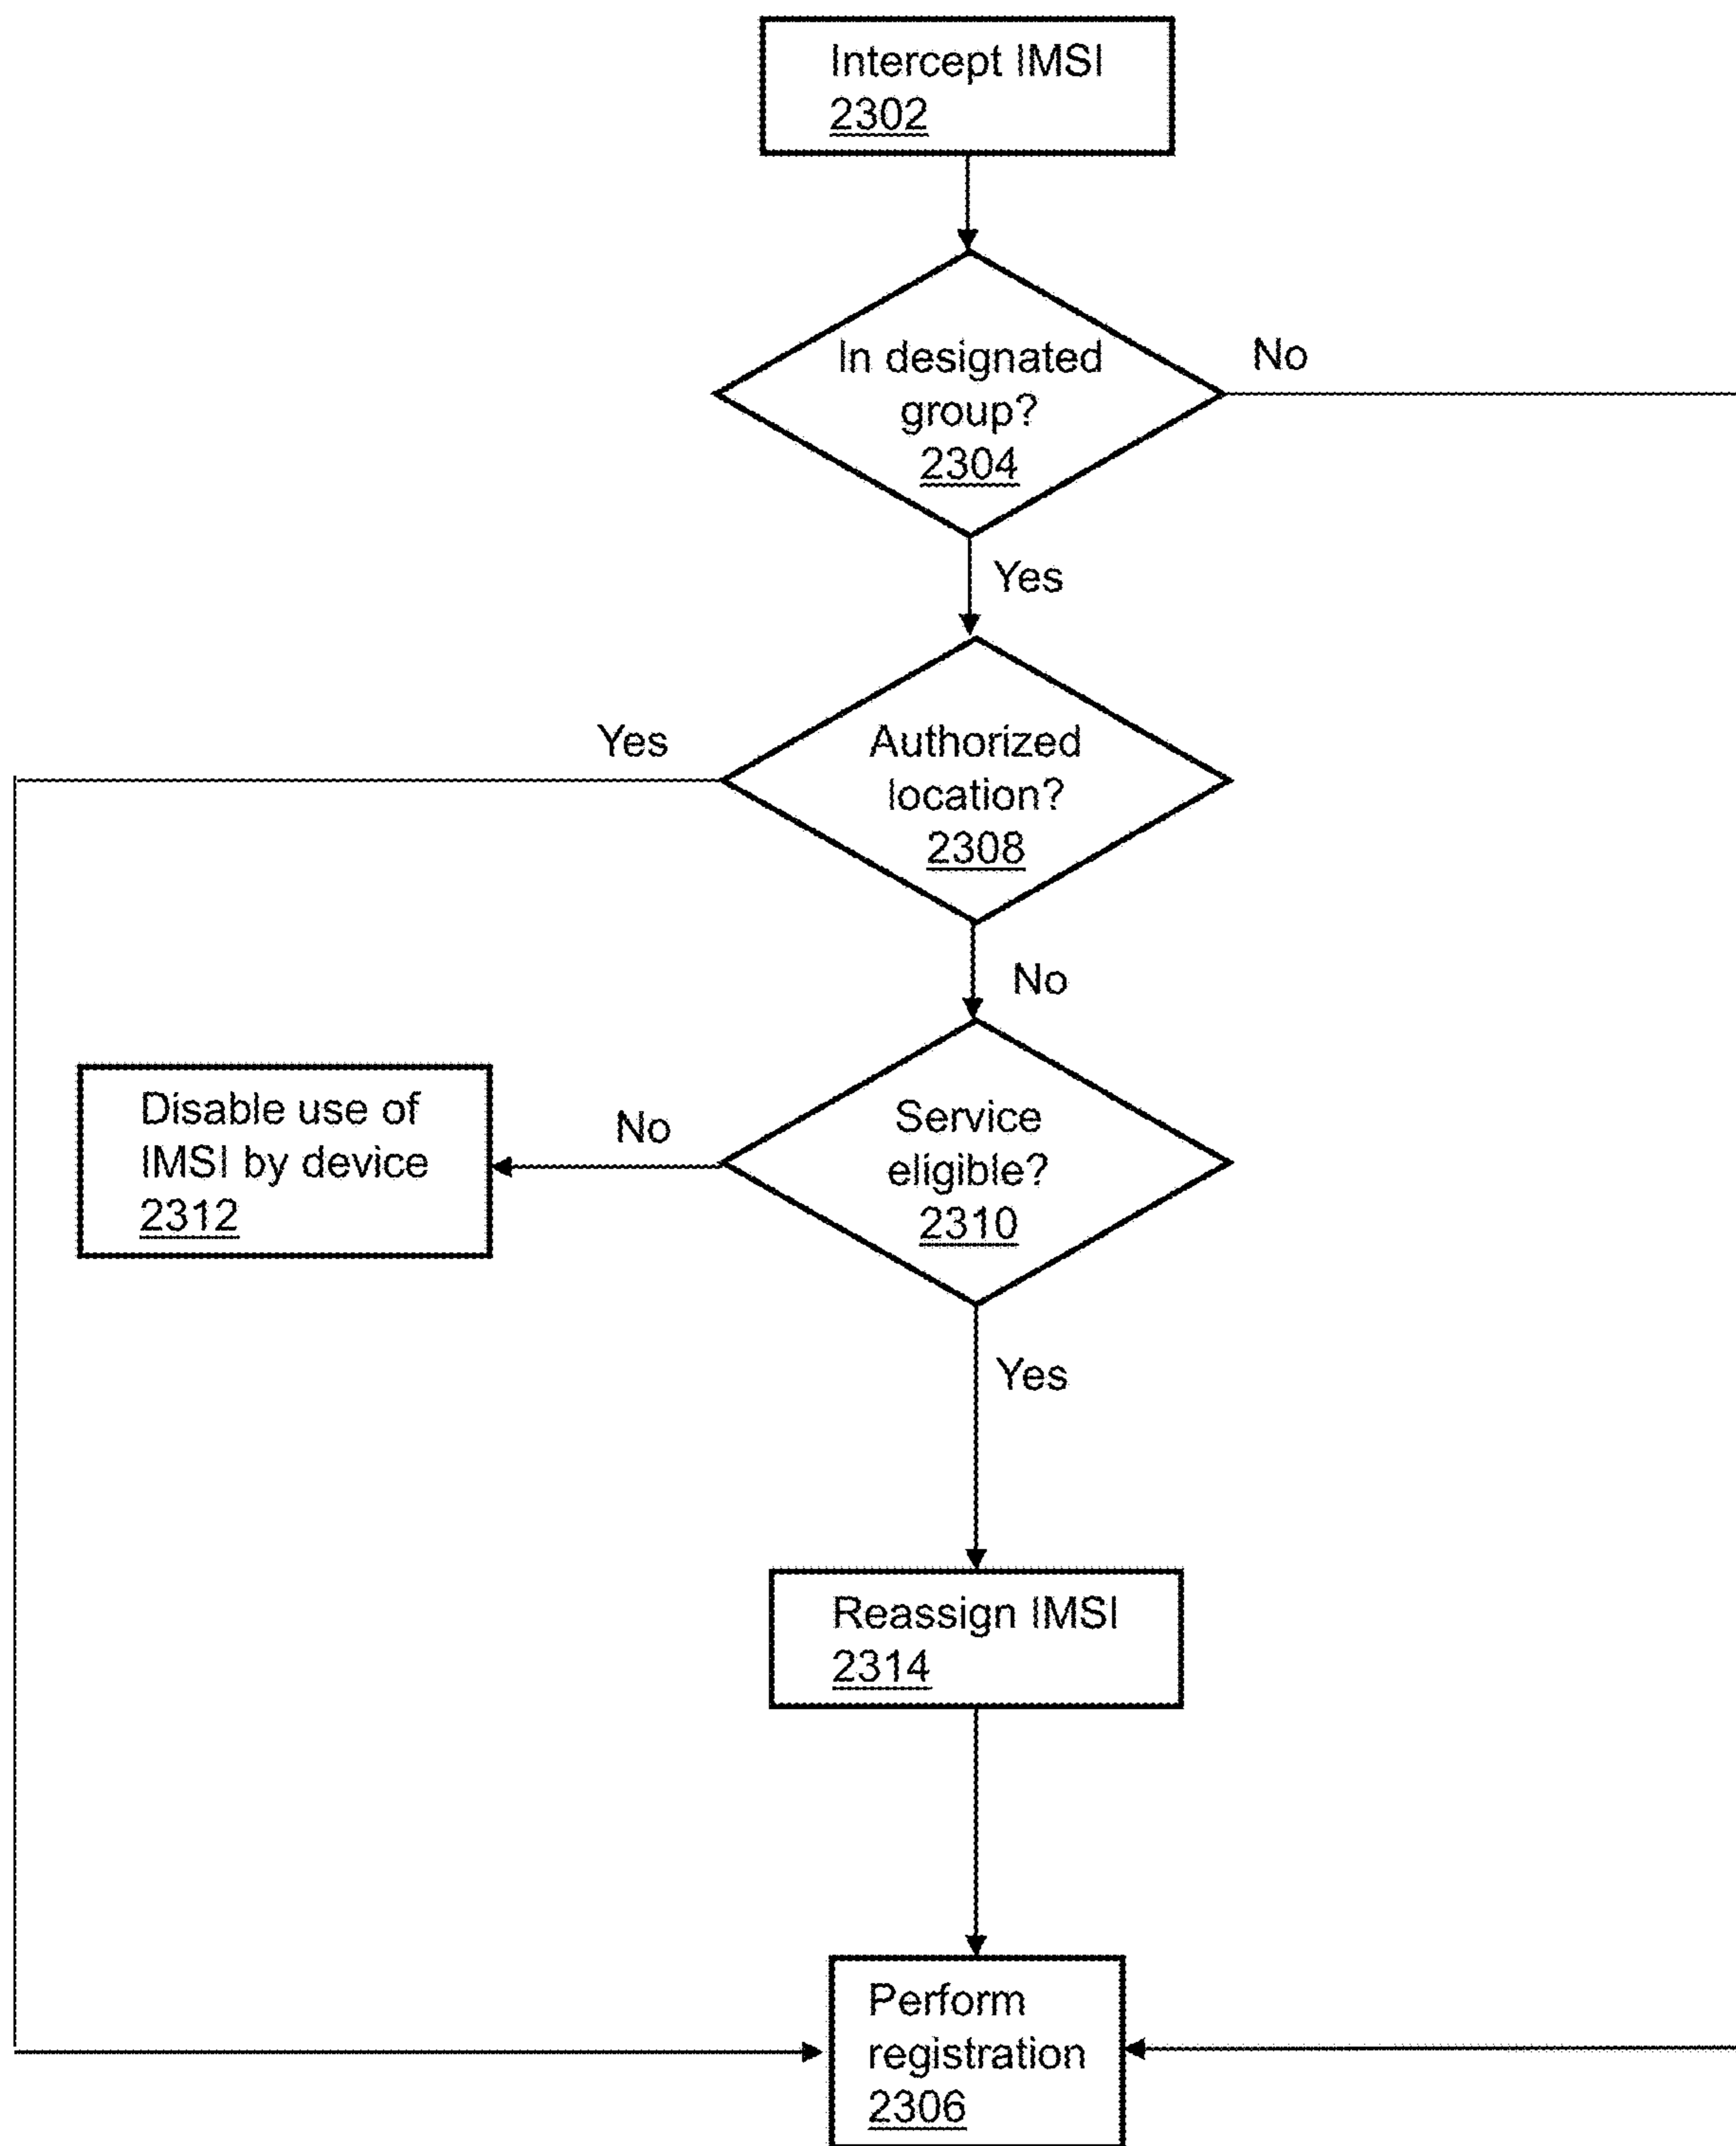 Intercept IMSI
2302
In designated
group?
2304
No
Yes
Yes
Authorized
location?
2308
No
Disable use of
IMSI by device
2312
No
Service
eligible?
2310
Yes
Reassign IMSI
2314
Perform
registration
2306